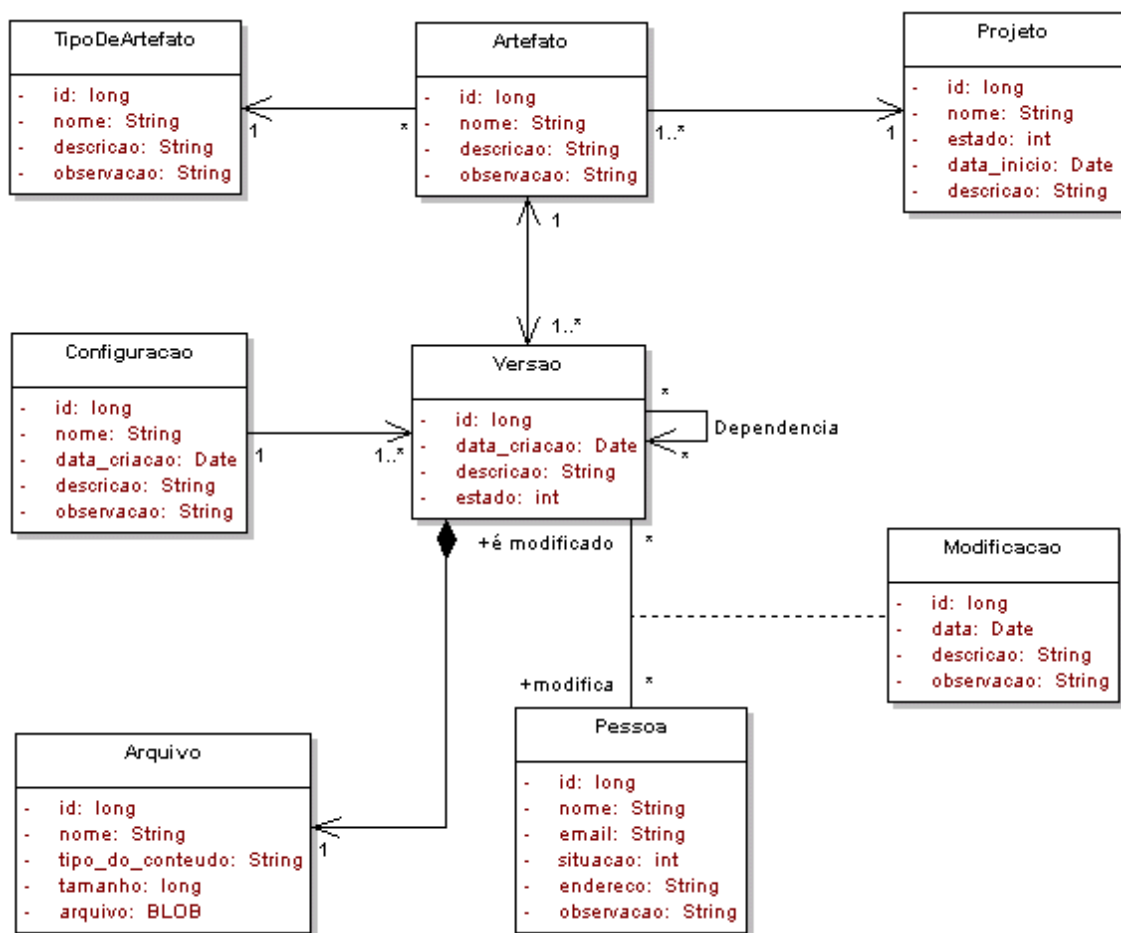 TipoDeArtefato
- id: long
- nome: String
- descricao: String
- observacao: String
Artefato
- id: long
- nome: String
- descricao: String
- observacao: String
Projeto
- id: long
- nome: String
- estado: int
- data_inicio: Date
- descricao: String
1
*
1..*
1
1
1..*
Configuracao
- id: long
- nome: String
- data_criacao: Date
- descricao: String
- observacao: String
1
1..*
Versao
- id: long
- data_criacao: Date
- descricao: String
- estado: int
*
Dependencia
*
+é modificado
*
Modificacao
- id: long
- data: Date
- descricao: String
- observacao: String
+modifica
*
Arquivo
- id: long
- nome: String
- tipo_do_conteudo: String
- tamanho: long
- arquivo: BLOB
1
Pessoa
- id: long
- nome: String
- email: String
- situacao: int
- endereco: String
- observacao: String